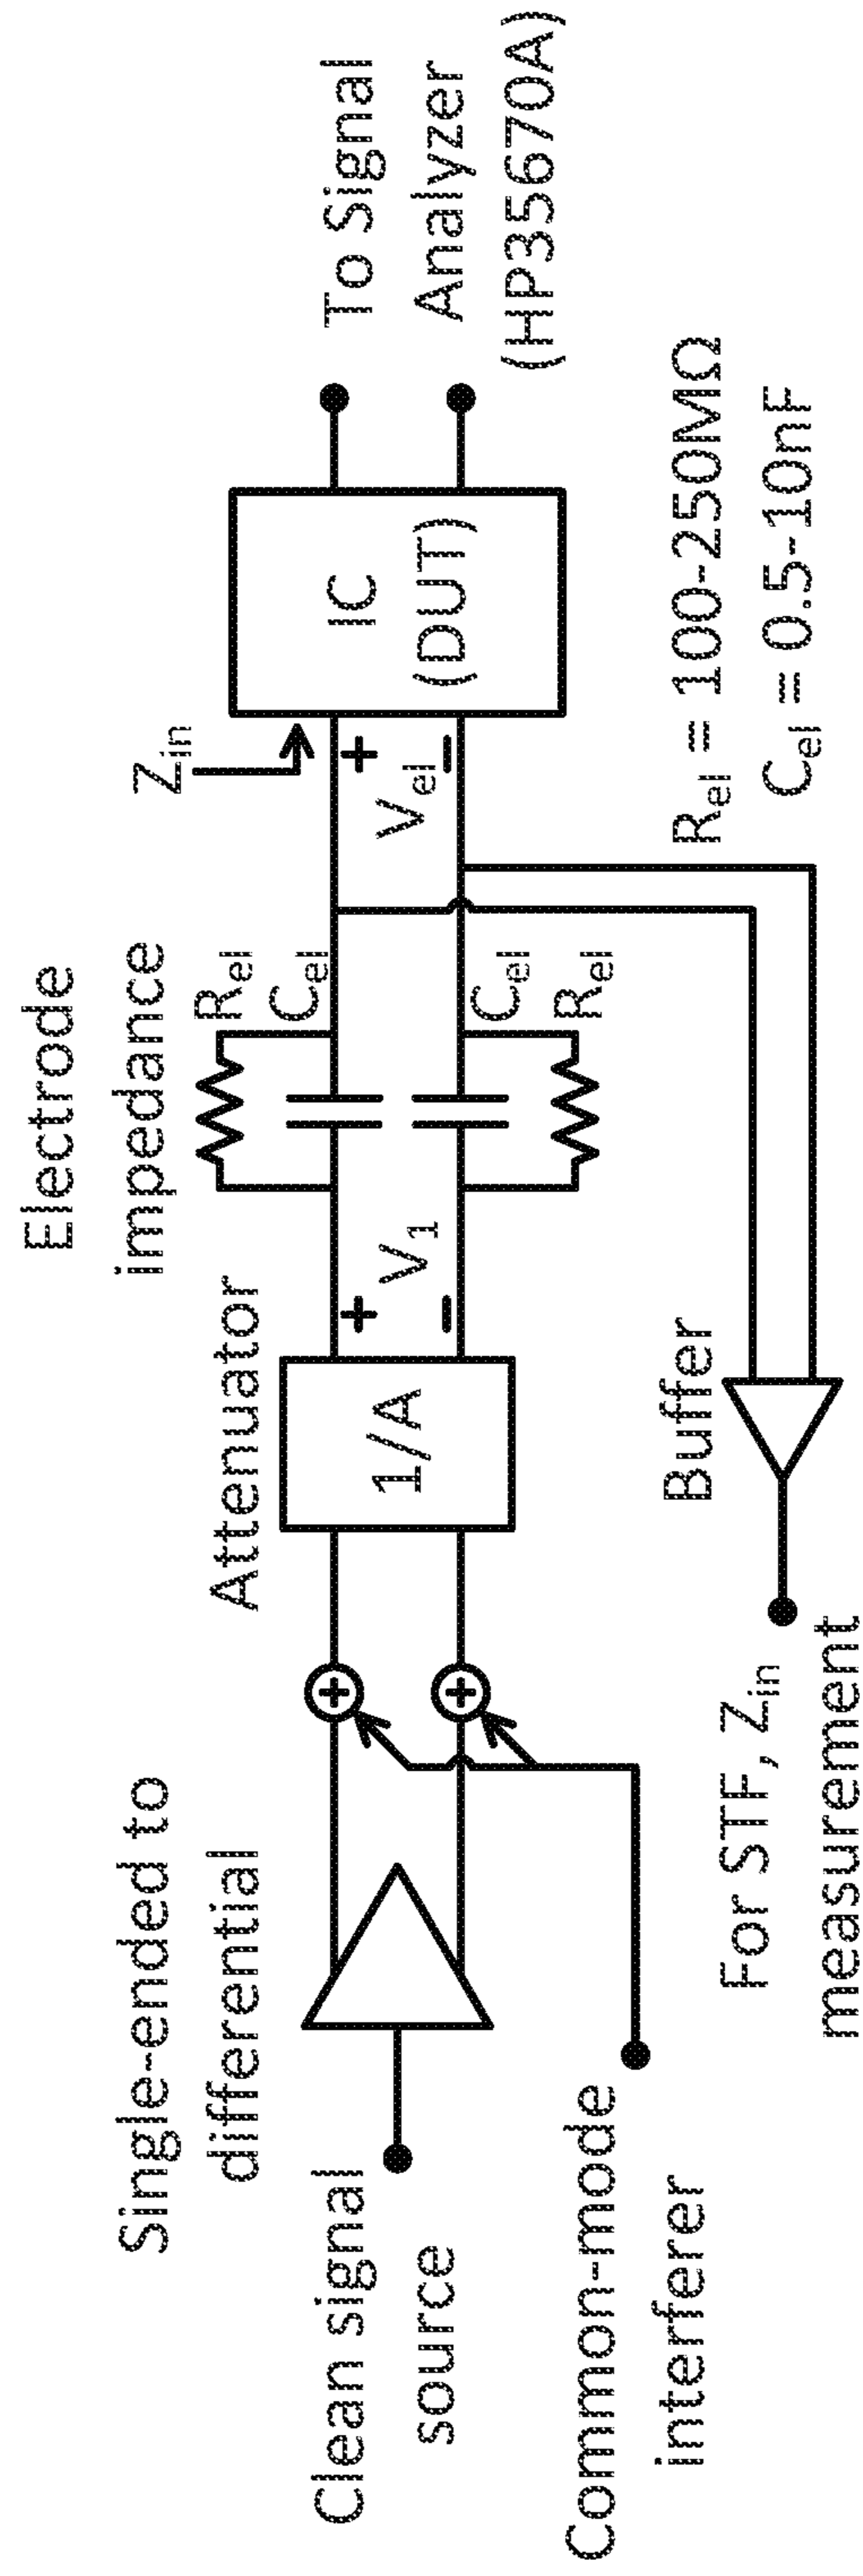 Single-ended to
differential
Clean signal
source
Common-mode
interferer
Attenuator
1/A
+
V1
−
Electrode
impedance
Rel
Cel
Cel
Rel
Zin
+
Vel
−
IC
(DUT)
To Signal
Analyzer
(HP35670A)
Buffer
For STF, Zin
measurement
Rel = 100-250MΩ
Cel = 0.5-10nF